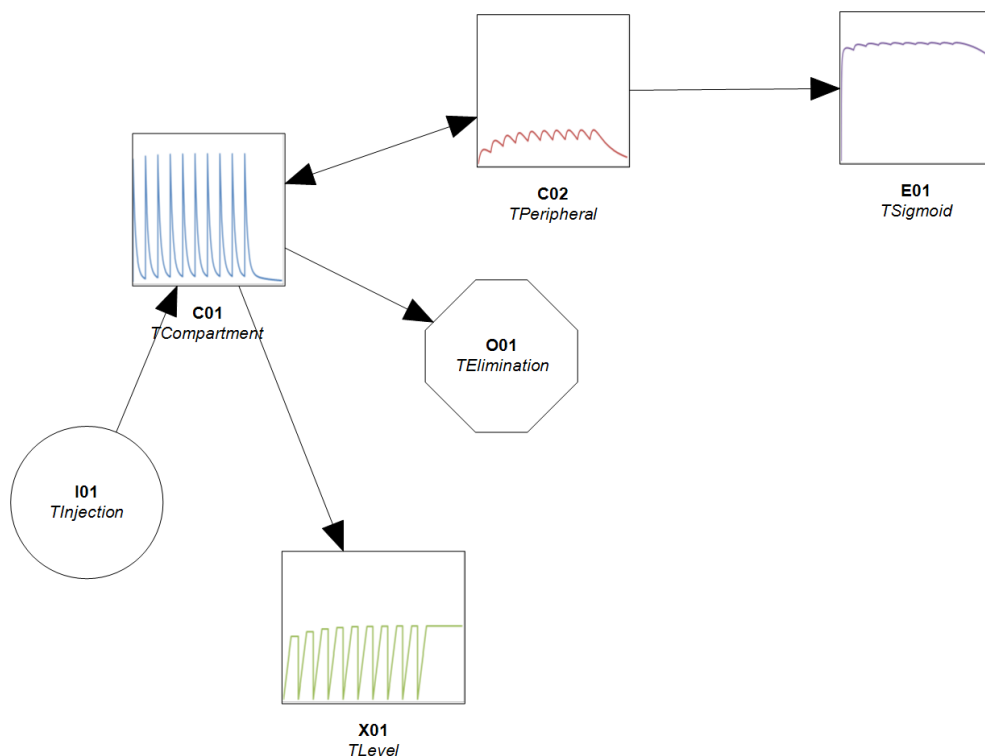 C02
TPeripheral
E01
TSigmoid
C01
TCompartment
O01
TElimination
I01
TInjection
X01
TLevel